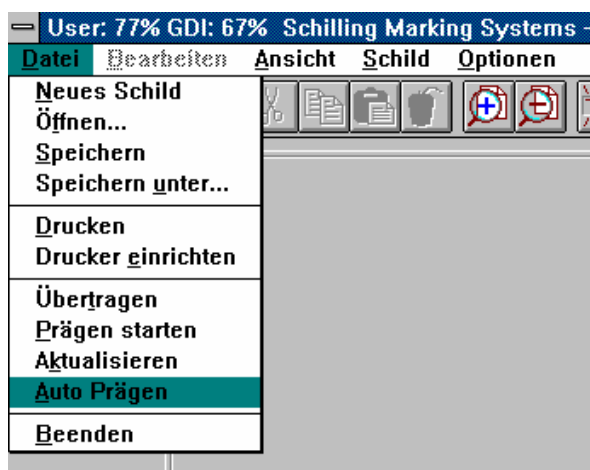 User: 77% GDI: 67% Schilling Marking Systems -
Datei Bearbeiten Ansicht Schild Optionen
Neues Schild
Öffnen...
Speichern
Speichern unter...
Drucken
Drucker einrichten
Übertragen
Prägen starten
Aktualisieren
Auto Prägen
Beenden